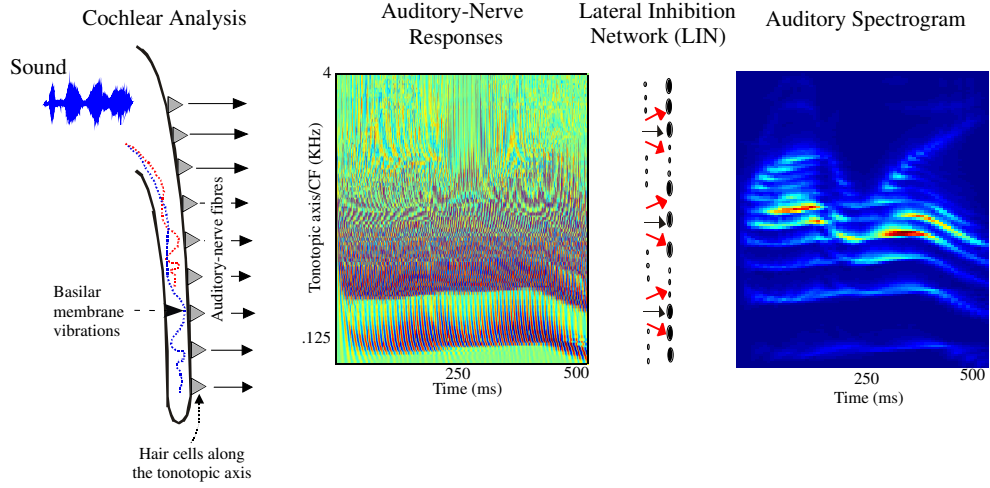 Cochlear Analysis
Sound
Auditory-nerve fibres
Basilar
membrane
vibrations
Hair cells along
the tonotopic axis
Auditory-Nerve
Responses
4
Tonotopic axis/CF (KHz)
.125
250
500
Time (ms)
Lateral Inhibition
Network (LIN)
Auditory Spectrogram
250
500
Time (ms)